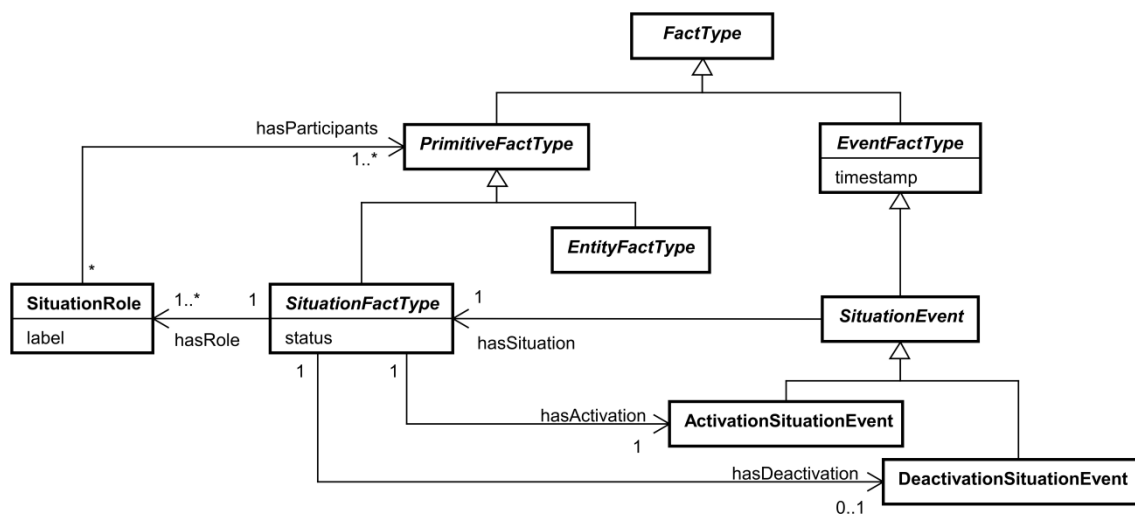 FactType
hasParticipants
1..*
PrimitiveFactType
EventFactType
timestamp
EntityFactType
*
SituationRole
label
1..*
1
hasRole
SituationFactType
status
1
hasSituation
SituationEvent
1
1
hasActivation
1
ActivationSituationEvent
hasDeactivation
0..1
DeactivationSituationEvent